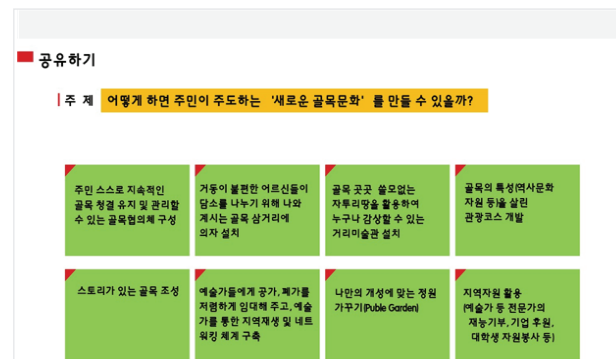 공유하기
주 제 어떻게 하면 주민이 주도하는 '새로운 골목문화' 를 만들 수 있을까?
주민 스스로 지속적인
골목 청결 유지 및 관리할
수 있는 골목협의체 구성
거동이 불편한 어르신들이
담소를 나누기 위해 나와
계시는 골목 삼거리에
의자 설치
골목 곳곳 쓸모없는
자투리땅을 활용하여
누구나 감상할 수 있는
거리미술관 설치
골목의 특성(역사문화
자원 등)을 살린
관광코스 개발
스토리가 있는 골목 조성
예술가들에게 공가, 폐가를
저렴하게 임대해 주고, 예술
가를 통한 지역재생 및 네트
워킹 체계 구축
나만의 개성에 맞는 정원
가꾸기(Puble Garden)
지역자원 활용
(예술가 등 전문가의
재능기부, 기업 후원,
대학생 자원봉사 등)